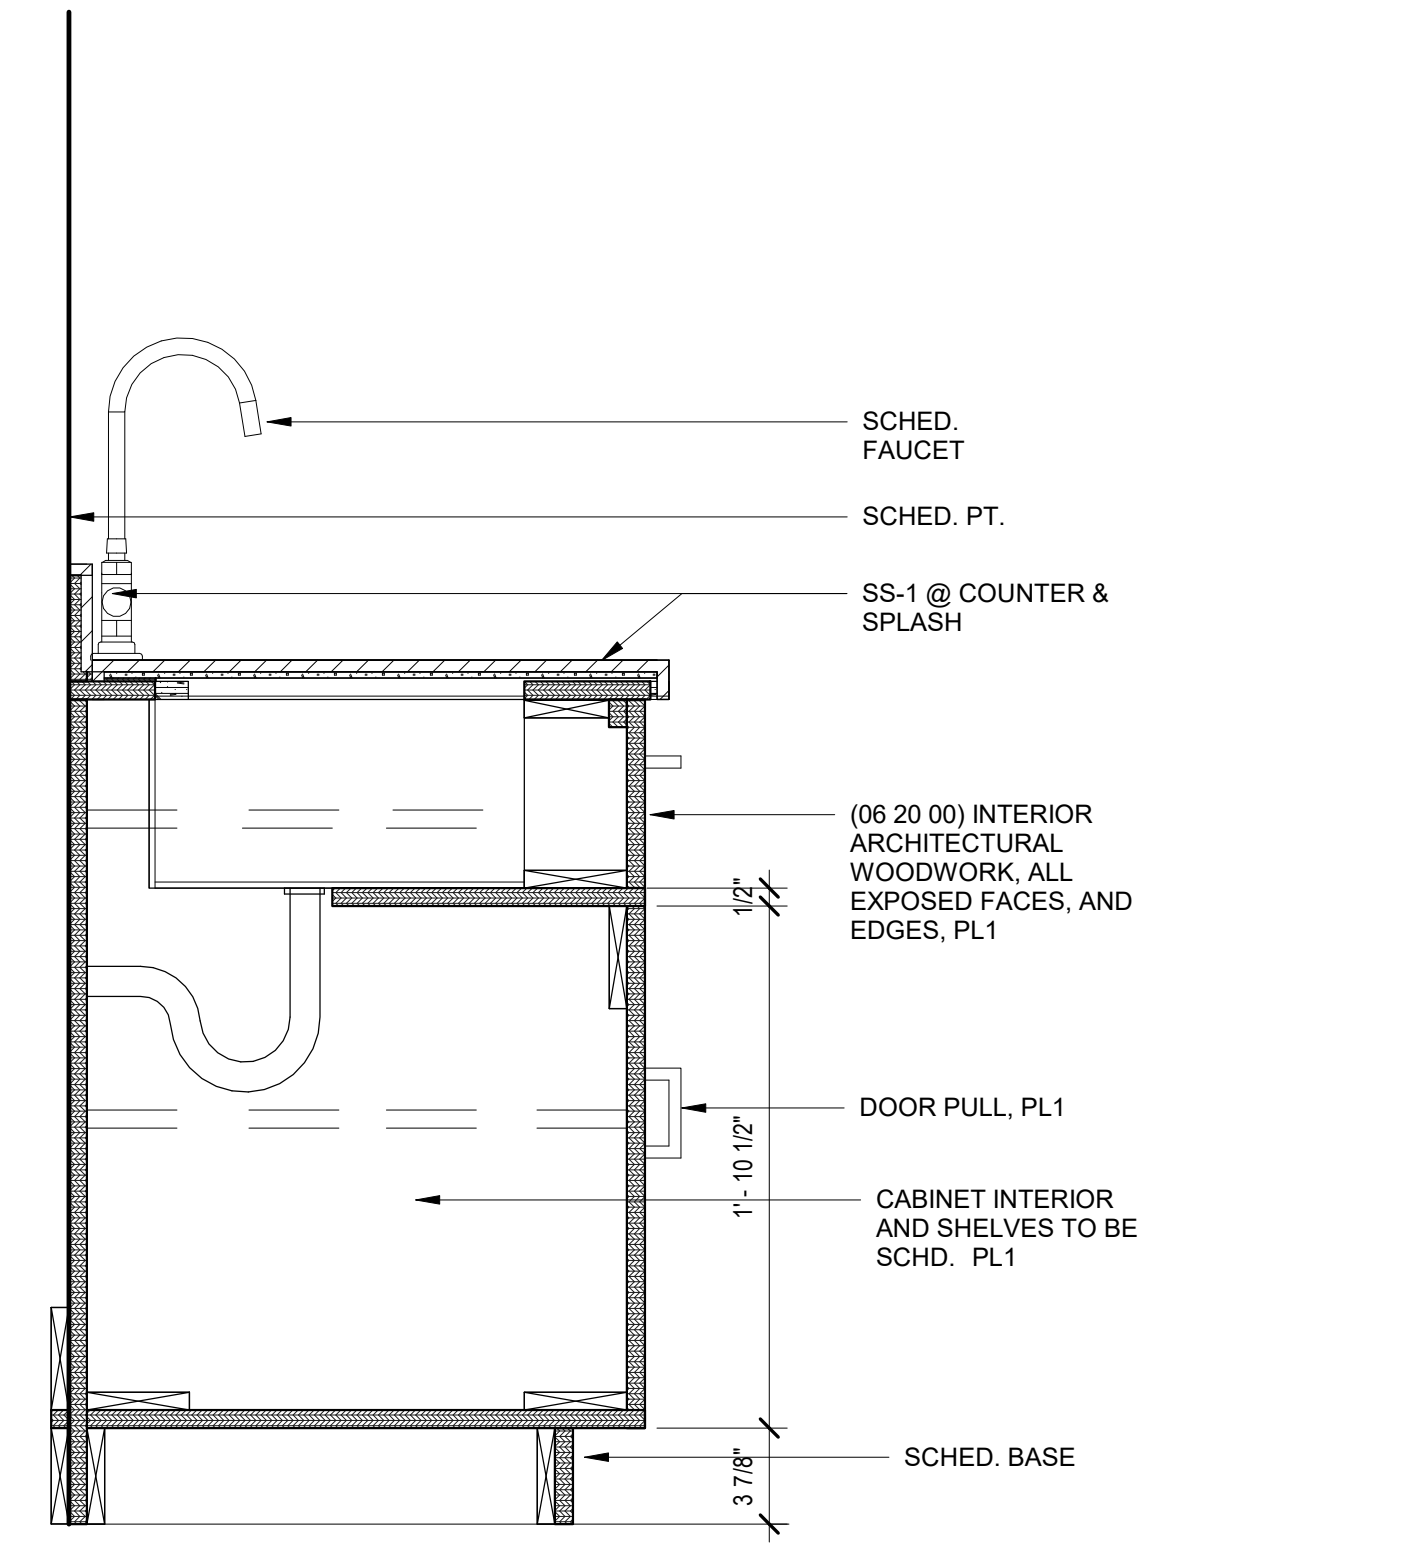 SCHED.
FAUCET
SCHED. PT.
SS-1 @ COUNTER &
SPLASH
(06 20 00) INTERIOR
ARCHITECTURAL
WOODWORK, ALL
EXPOSED FACES, AND
EDGES, PL1
1/2"
DOOR PULL, PL1
1' - 10 1/2"
CABINET INTERIOR
AND SHELVES TO BE
SCHD. PL1
SCHED. BASE
3 7/8"